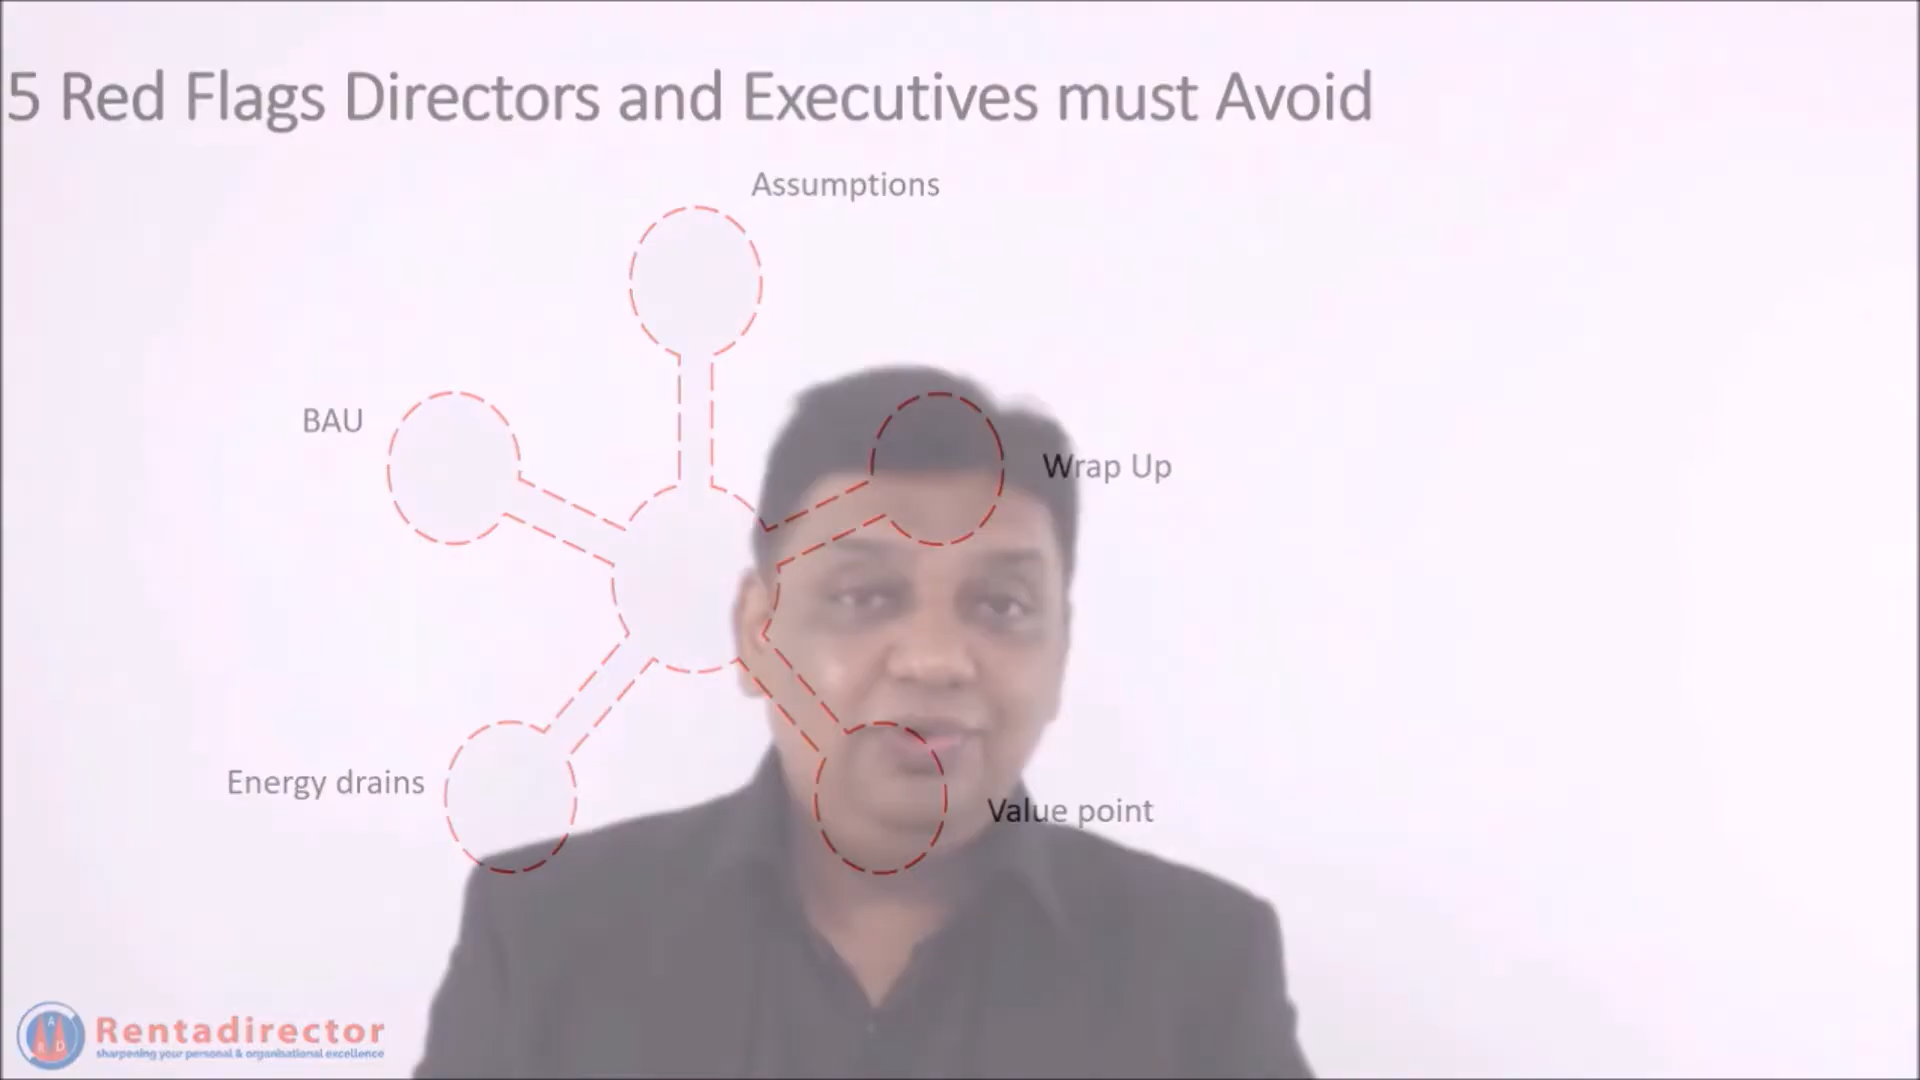 5 Red Flags Directors and Executives must Avoid
Assumptions
BAU
Wrap Up
Energy drains
Value point
A
R D
Rentadirector
sharpening your personal & organisational excellence